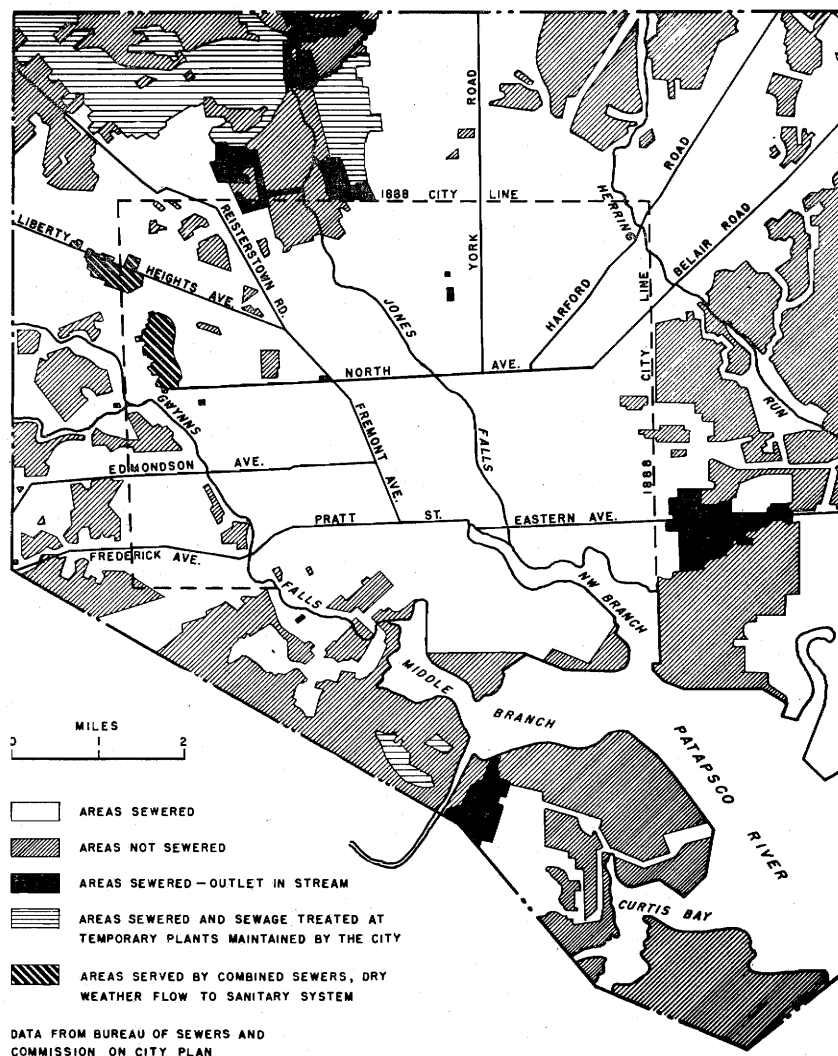 ROAD
1888 CITY LINE
HERRING
ROAD
REISTERSTOWN RD.
LIBERTY
HEIGHTS AVE.
YORK
BELAIR ROAD
HARFORD
LINE
JONES
CITY
NORTH AVE.
GWYNNS
RUN
FREMONT AVE.
FALLS
EDMONDSON AVE.
1888
PRATT ST.
EASTERN AVE.
FREDERICK AVE.
FALLS
NW BRANCH
MIDDLE
BRANCH
PATAPSCO
RIVER
MILES
0 2
CURTIS BAY
AREAS SEWERED
AREAS NOT SEWERED
AREAS SEWERED — OUTLET IN STREAM
AREAS SEWERED AND SEWAGE TREATED AT
TEMPORARY PLANTS MAINTAINED BY THE CITY
AREAS SERVED BY COMBINED SEWERS, DRY
WEATHER FLOW TO SANITARY SYSTEM
DATA FROM BUREAU OF SEWERS AND
COMMISSION ON CITY PLAN